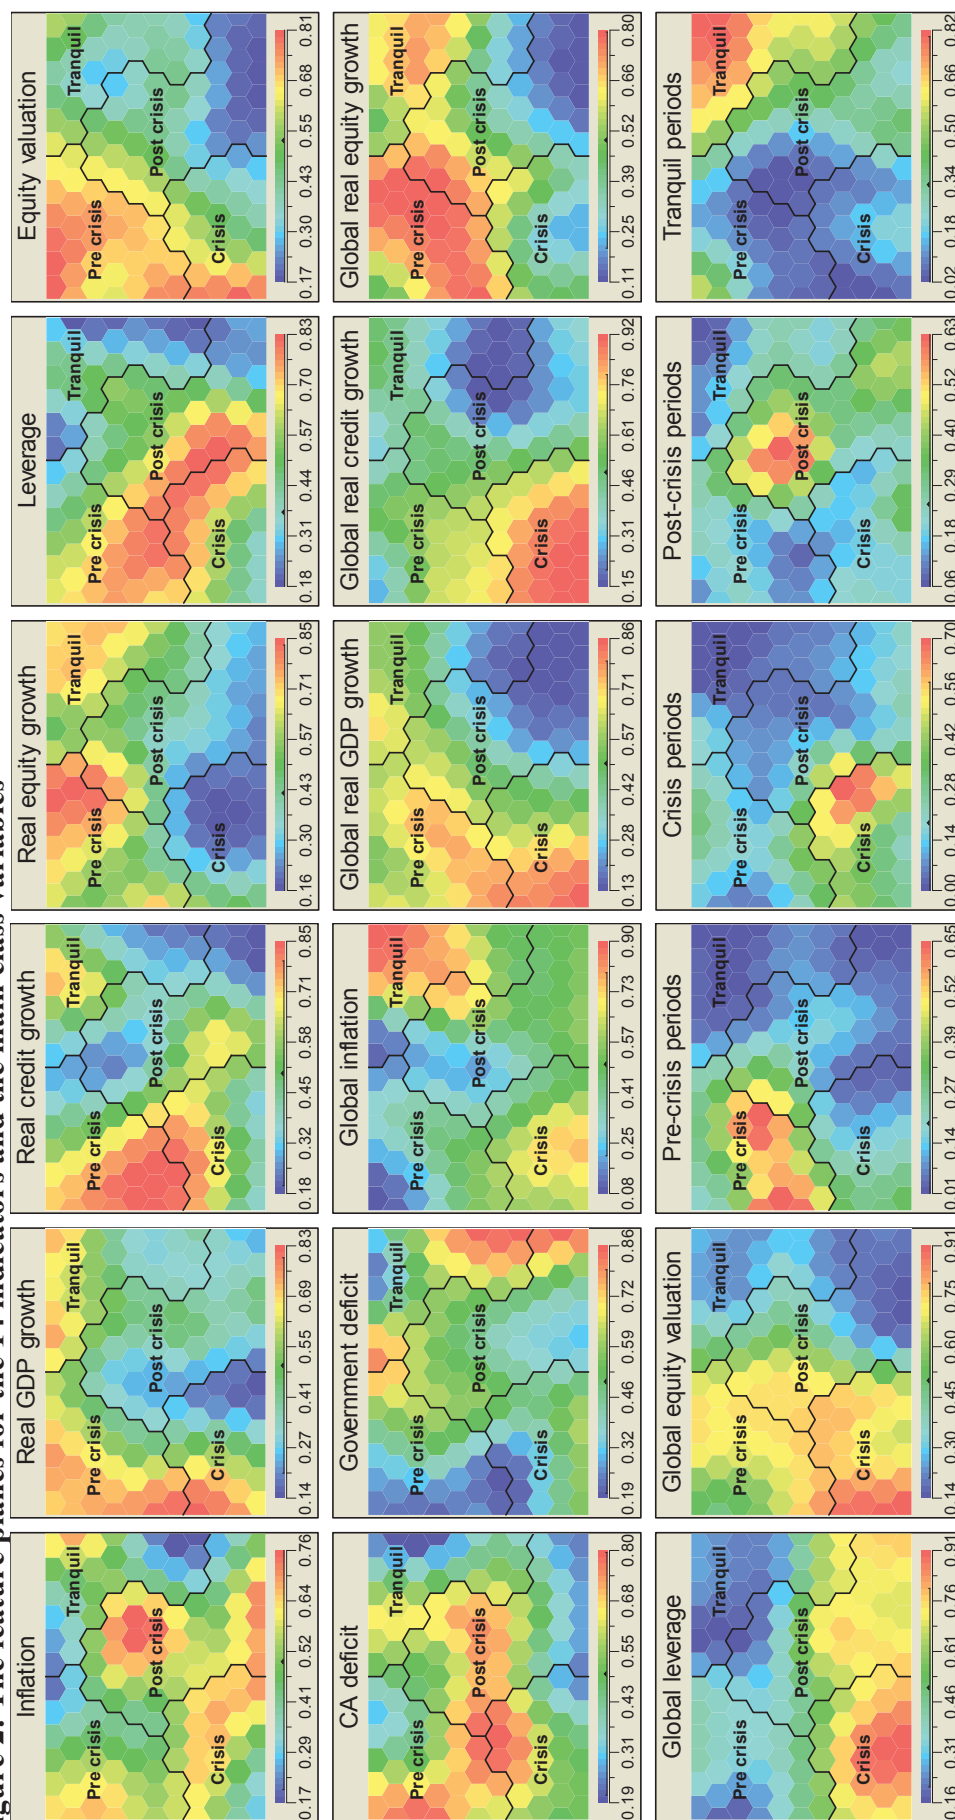 igure 2. The feature planes for the 14 indicators and the main class variables
Inflation
Tranquil
Pre crisis
Post crisis
Crisis
0.17 0.29 0.41 0.52 0.64 0.76
Real GDP growth
Tranquil
Pre crisis
Post crisis
Crisis
0.14 0.27 0.41 0.55 0.69 0.83
Real credit growth
Tranquil
Pre crisis
Post crisis
Crisis
0.18 0.32 0.45 0.58 0.71 0.85
Real equity growth
Tranquil
Pre crisis
Post crisis
Crisis
0.16 0.30 0.43 0.57 0.71 0.85
Leverage
Tranquil
Pre crisis
Post crisis
Crisis
0.18 0.31 0.44 0.57 0.70 0.83
Equity valuation
Tranquil
Pre crisis
Post crisis
Crisis
0.17 0.30 0.43 0.55 0.68 0.81
CA deficit
Tranquil
Pre crisis
Post crisis
Crisis
0.19 0.31 0.43 0.55 0.68 0.80
Government deficit
Tranquil
Pre crisis
Post crisis
Crisis
0.19 0.32 0.46 0.59 0.72 0.86
Global inflation
Tranquil
Pre crisis
Post crisis
Crisis
0.08 0.25 0.41 0.57 0.73 0.90
Global real GDP growth
Tranquil
Pre crisis
Post crisis
Crisis
0.13 0.28 0.42 0.57 0.71 0.86
Global real credit growth
Tranquil
Pre crisis
Post crisis
Crisis
0.15 0.31 0.46 0.61 0.76 0.92
Global real equity growth
Tranquil
Pre crisis
Post crisis
Crisis
0.11 0.25 0.39 0.52 0.66 0.80
Global leverage
Tranquil
Pre crisis
Post crisis
Crisis
0.16 0.31 0.46 0.61 0.76 0.91
Global equity valuation
Tranquil
Pre crisis
Post crisis
Crisis
0.14 0.30 0.45 0.60 0.75 0.91
Pre-crisis periods
Tranquil
Pre crisis
Post crisis
Crisis
0.01 0.14 0.27 0.39 0.52 0.65
Crisis periods
Tranquil
Pre crisis
Post crisis
Crisis
0.00 0.14 0.28 0.42 0.56 0.70
Post-crisis periods
Tranquil
Pre crisis
Post crisis
Crisis
0.06 0.18 0.29 0.40 0.52 0.63
Tranquil periods
Tranquil
Pre crisis
Post crisis
Crisis
0.02 0.18 0.34 0.50 0.66 0.82